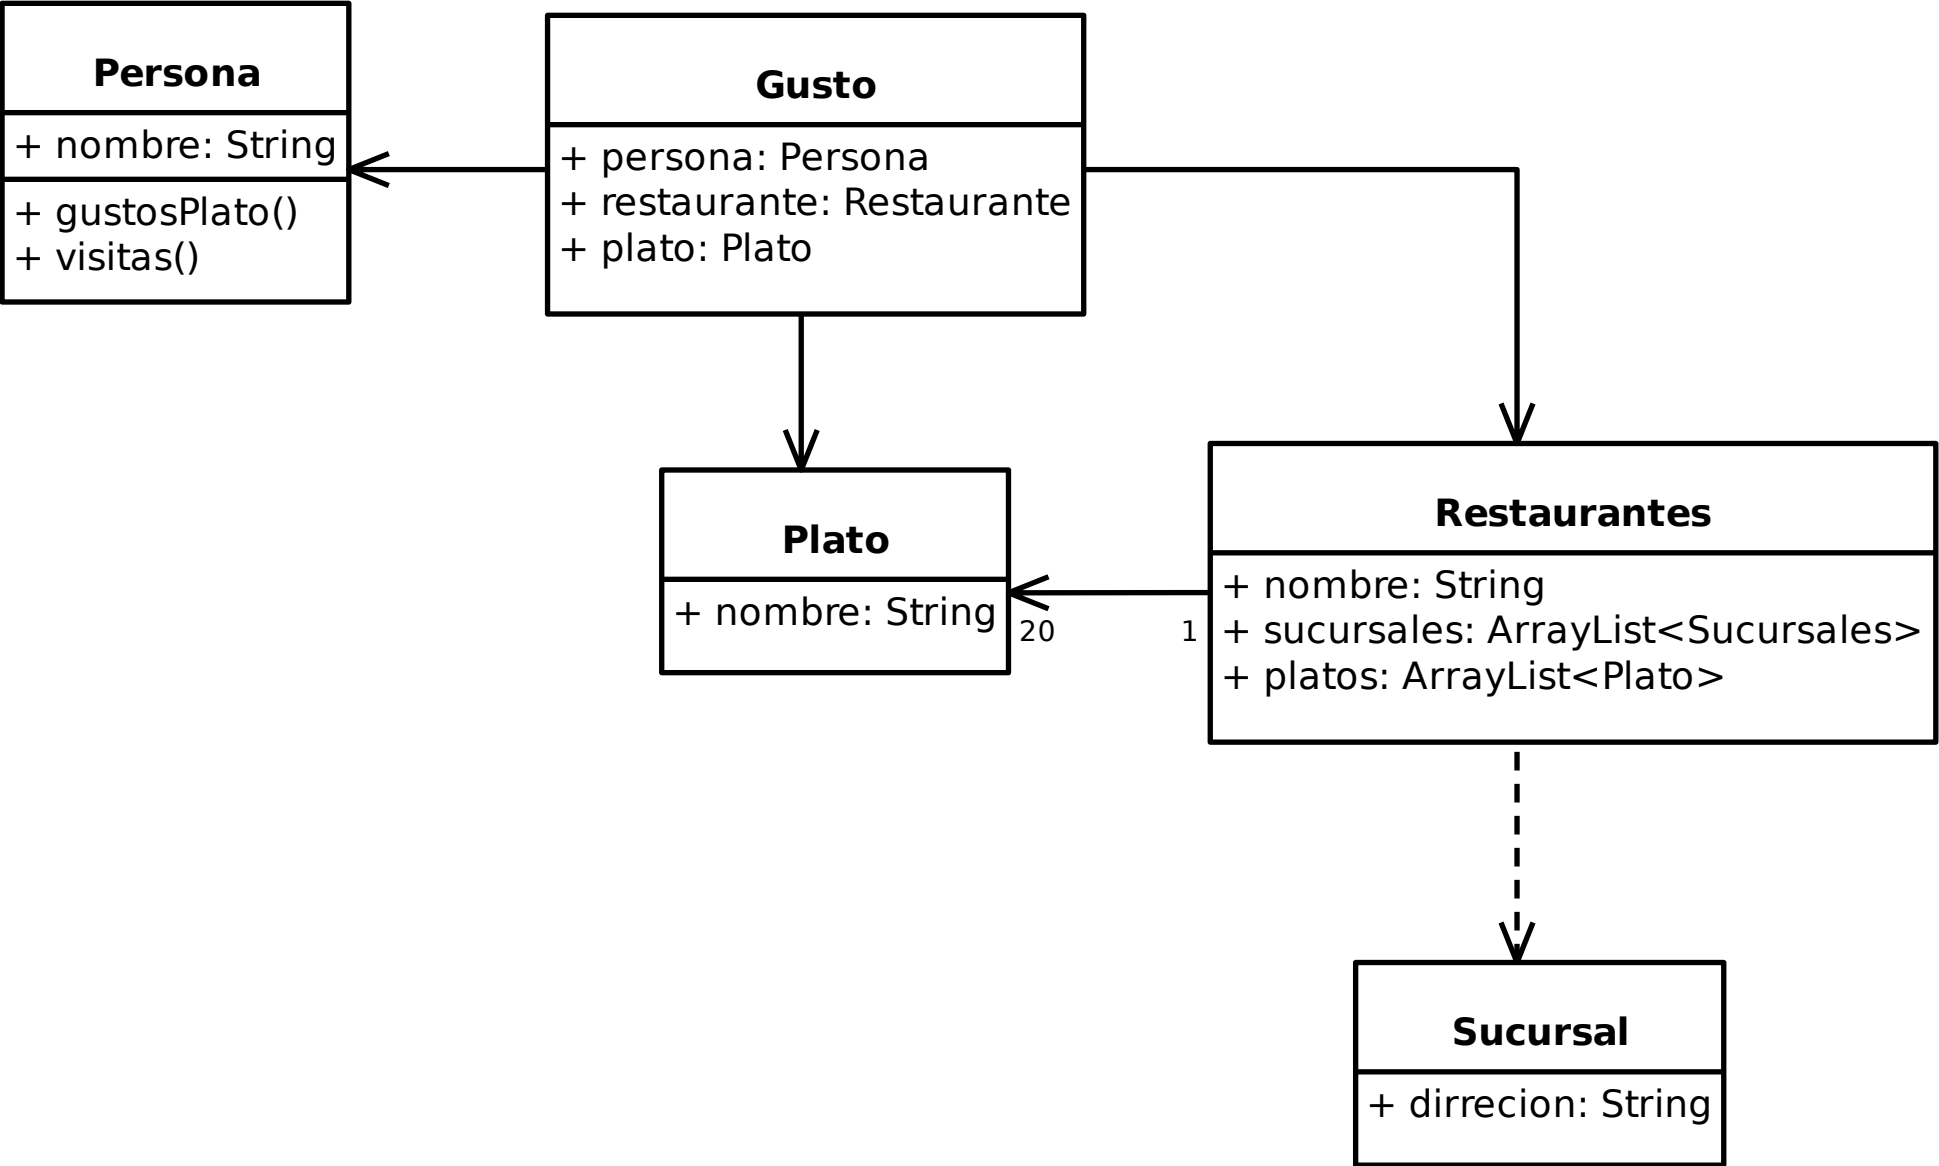 Persona
+ nombre: String
+ gustosPlato()
+ visitas()
Gusto
+ persona: Persona
+ restaurante: Restaurante
+ plato: Plato
Plato
+ nombre: String
20
1
Restaurantes
+ nombre: String
+ sucursales: ArrayList<Sucursales>
+ platos: ArrayList<Plato>
Sucursal
+ dirrecion: String